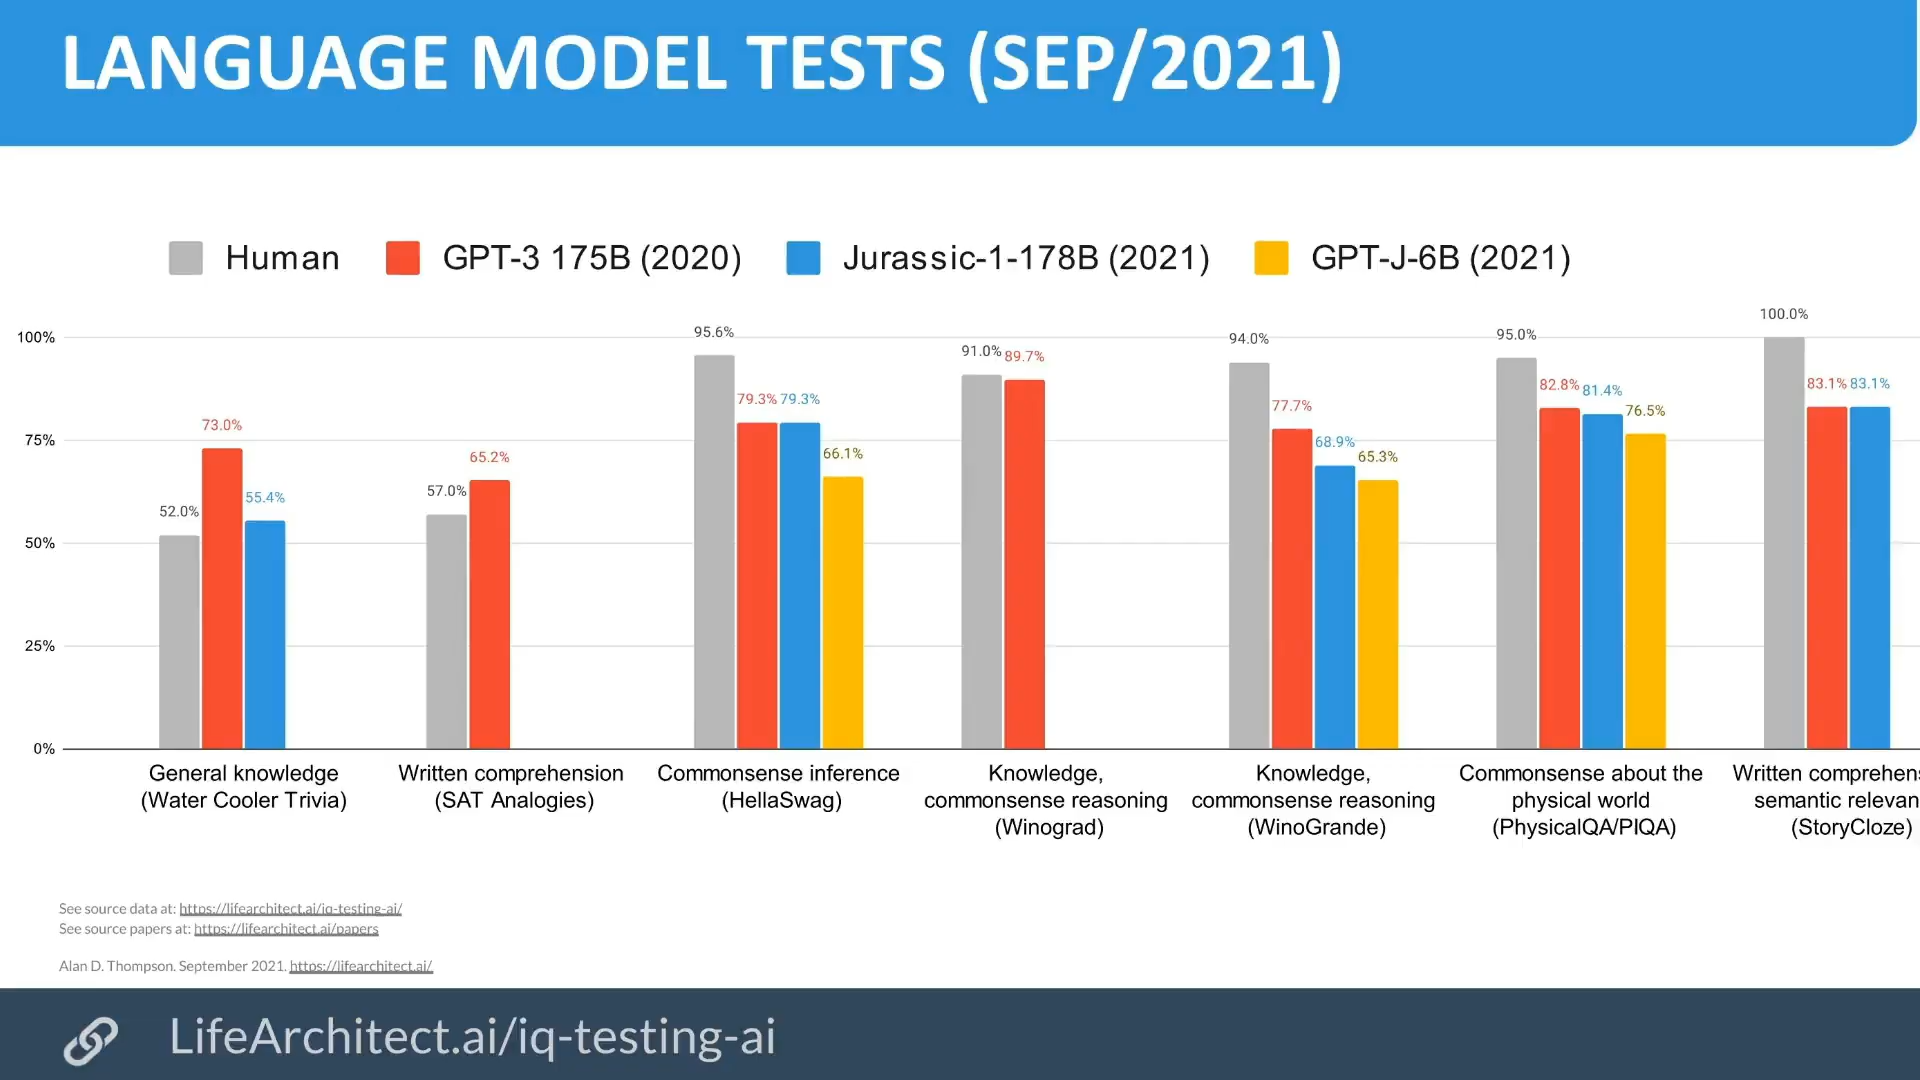 LANGUAGE MODEL TESTS (SEP/2021)
Human GPT-3 175B (2020) Jurassic-1-178B (2021) GPT-J-6B (2021)
100%
75%
50%
25%
0%
52.0% 73.0% 55.4%
57.0% 65.2%
95.6% 79.3% 79.3% 66.1%
91.0% 89.7%
94.0% 77.7% 68.9% 65.3%
95.0% 82.8% 81.4% 76.5%
100.0% 83.1% 83.1%
General knowledge
(Water Cooler Trivia)
Written comprehension
(SAT Analogies)
Commonsense inference
(HellaSwag)
Knowledge,
commonsense reasoning
(Winograd)
Knowledge,
commonsense reasoning
(WinoGrande)
Commonsense about the
physical world
(PhysicalQA/PIQA)
Written comprehens
semantic relevan
(StoryCloze)
See source data at: https://lifearchitect.ai/iq-testing-ai/
See source papers at: https://lifearchitect.ai/papers
Alan D. Thompson. September 2021. https://lifearchitect.ai/
LifeArchitect.ai/iq-testing-ai